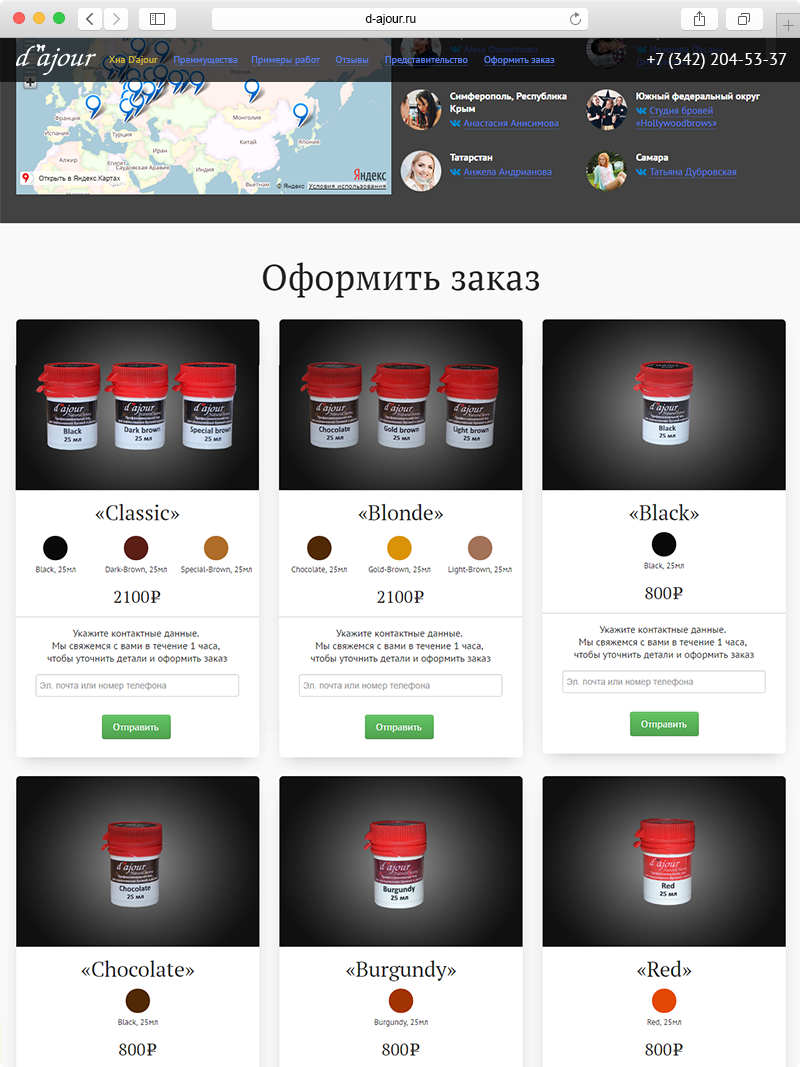 d-ajour.ru
d'ajour
Хна D'ajour
Преимущества
Примеры работ
Отзывы
Представительство
Оформить заказ
+7 (342) 204-53-37
Франция
Испания
Турция
Алжир
Египет
Саудовская Аравия
Иран
Индия
Россия
Монголия
Китай
Япония
Вьетнам
Открыть в Яндекс.Картах
Яндекс
© Яндекс Условия использования
Анна Филиппова
Симферополь, Республика
Крым
Анастасия Анисимова
Южный федеральный округ
Студия бровей
«Hollywoodbrows»
Татарстан
Анжела Андрианова
Самара
Татьяна Дубровская
Оформить заказ
d'ajour
Black
25 мл
d'ajour
Dark brown
25 мл
d'ajour
Special brown
25 мл
d'ajour
Chocolate
25 мл
d'ajour
Gold brown
25 мл
d'ajour
Light brown
25 мл
d'ajour
Black
25 мл
«Classic»
Black, 25мл
Dark-Brown, 25мл
Special-Brown, 25мл
2100₽
Укажите контактные данные.
Мы свяжемся с вами в течение 1 часа,
чтобы уточнить детали и оформить заказ
Эл. почта или номер телефона
Отправить
«Blonde»
Chocolate, 25мл
Gold-Brown, 25мл
Light-Brown, 25мл
2100₽
Укажите контактные данные.
Мы свяжемся с вами в течение 1 часа,
чтобы уточнить детали и оформить заказ
Эл. почта или номер телефона
Отправить
«Black»
Black, 25мл
800₽
Укажите контактные данные.
Мы свяжемся с вами в течение 1 часа,
чтобы уточнить детали и оформить заказ
Эл. почта или номер телефона
Отправить
d'ajour
Chocolate
25 мл
d'ajour
Burgundy
25 мл
d'ajour
Red
25 мл
«Chocolate»
Black, 25мл
800₽
«Burgundy»
Burgundy, 25мл
800₽
«Red»
Red, 25мл
800₽